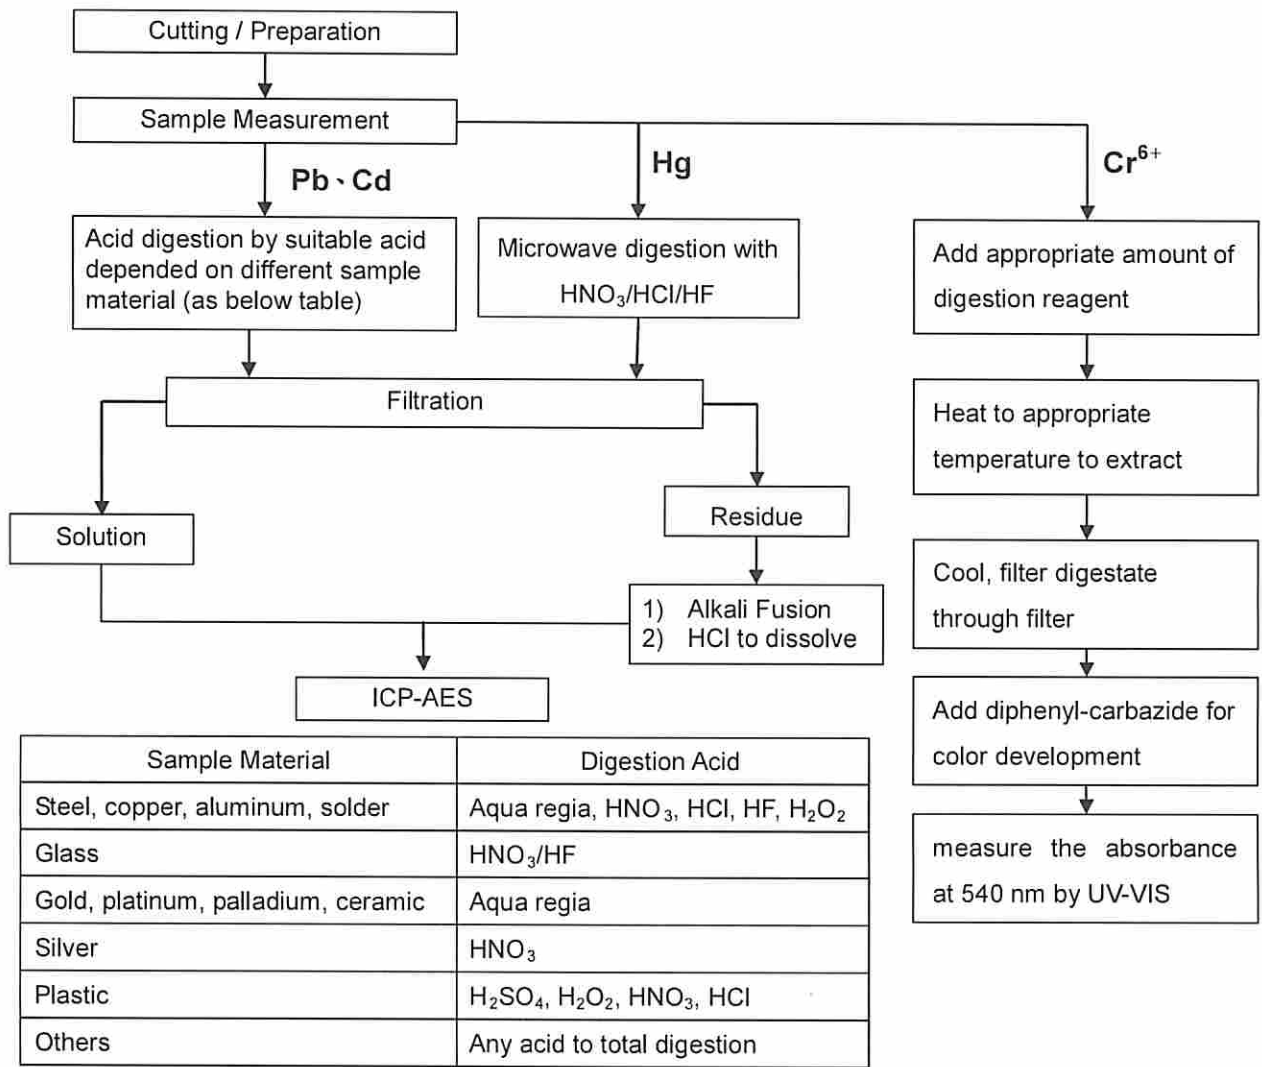 Cutting / Preparation
Sample Measurement
Pb、Cd
Hg
Cr⁶⁺
Acid digestion by suitable acid
depended on different sample
material (as below table)
Microwave digestion with
HNO₃/HCl/HF
Add appropriate amount of
digestion reagent
Filtration
Heat to appropriate
temperature to extract
Solution
Residue
Cool, filter digestate
through filter
1) Alkali Fusion
2) HCl to dissolve
ICP-AES
Add diphenyl-carbazide for
color development
measure the absorbance
at 540 nm by UV-VIS
Sample Material Digestion Acid
Steel, copper, aluminum, solder Aqua regia, HNO₃, HCl, HF, H₂O₂
Glass HNO₃/HF
Gold, platinum, palladium, ceramic Aqua regia
Silver HNO₃
Plastic H₂SO₄, H₂O₂, HNO₃, HCl
Others Any acid to total digestion